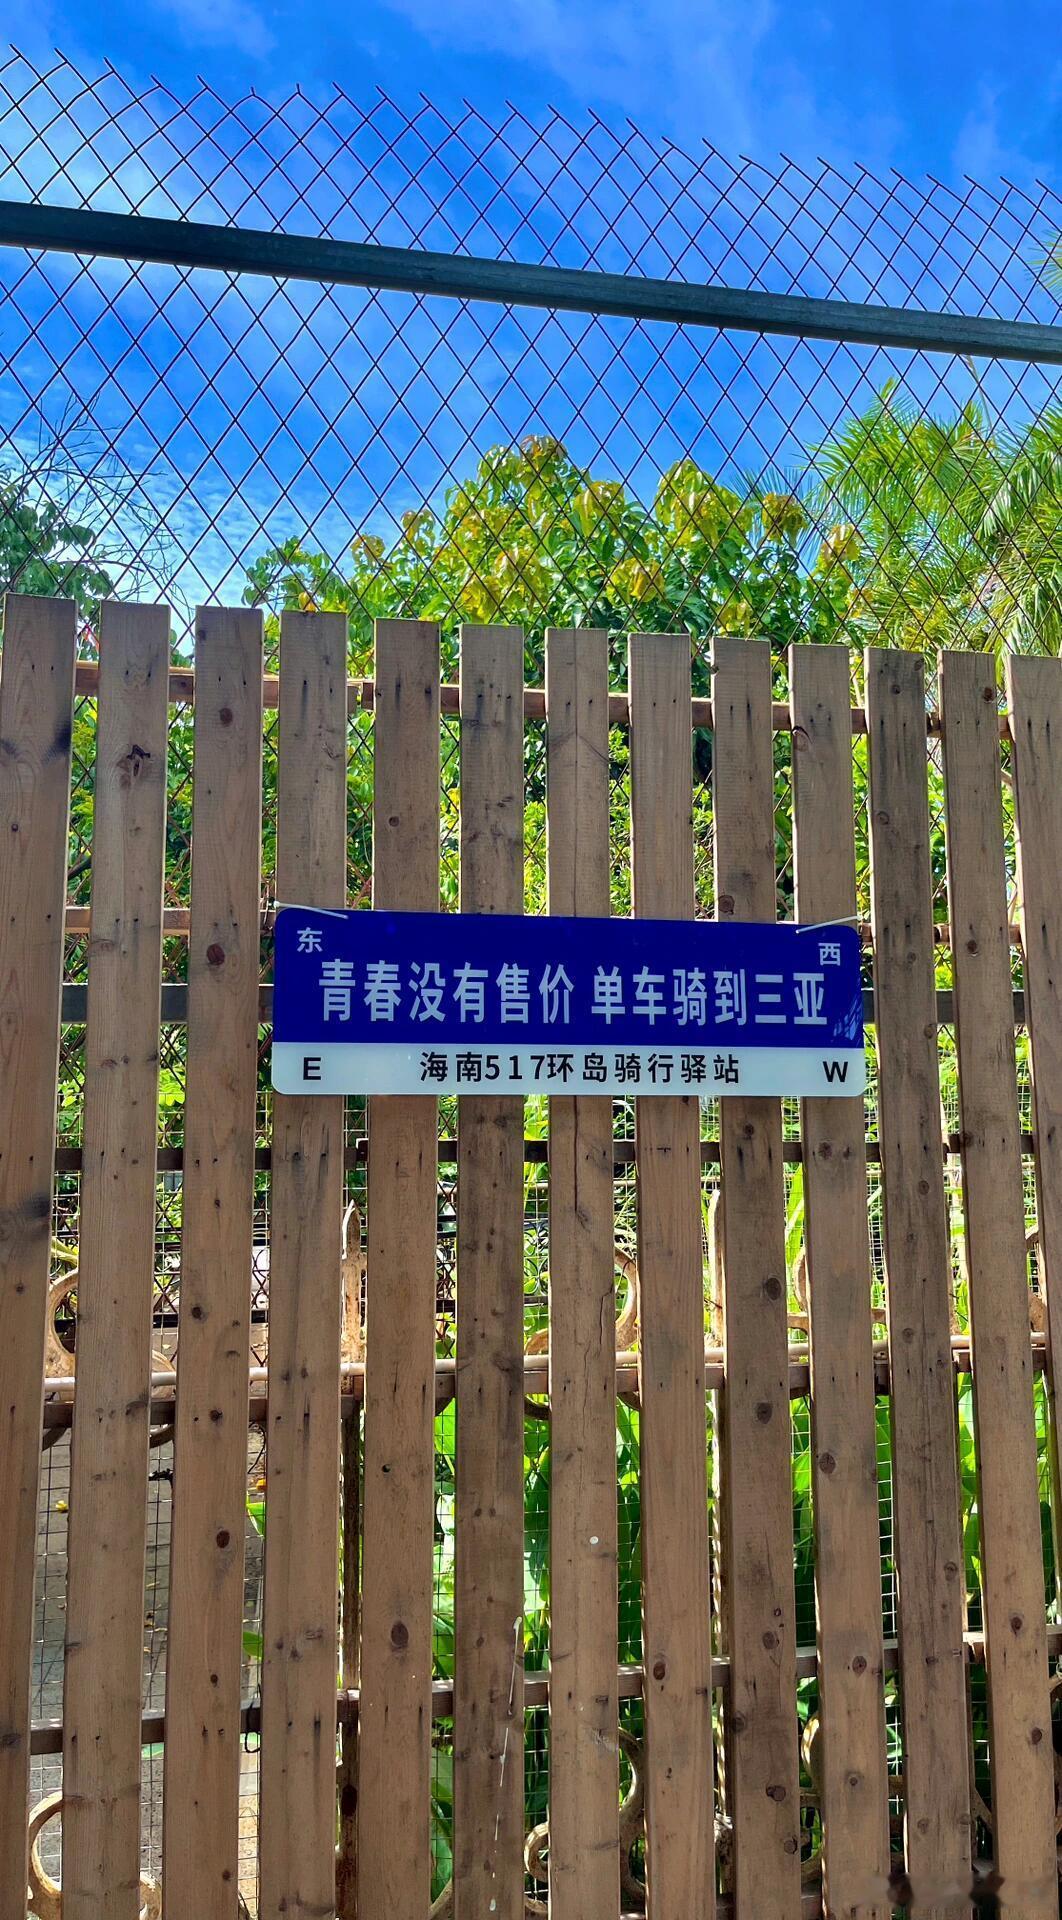 东 西
青春没有售价 单车骑到三亚
E 海南517环岛骑行驿站 W